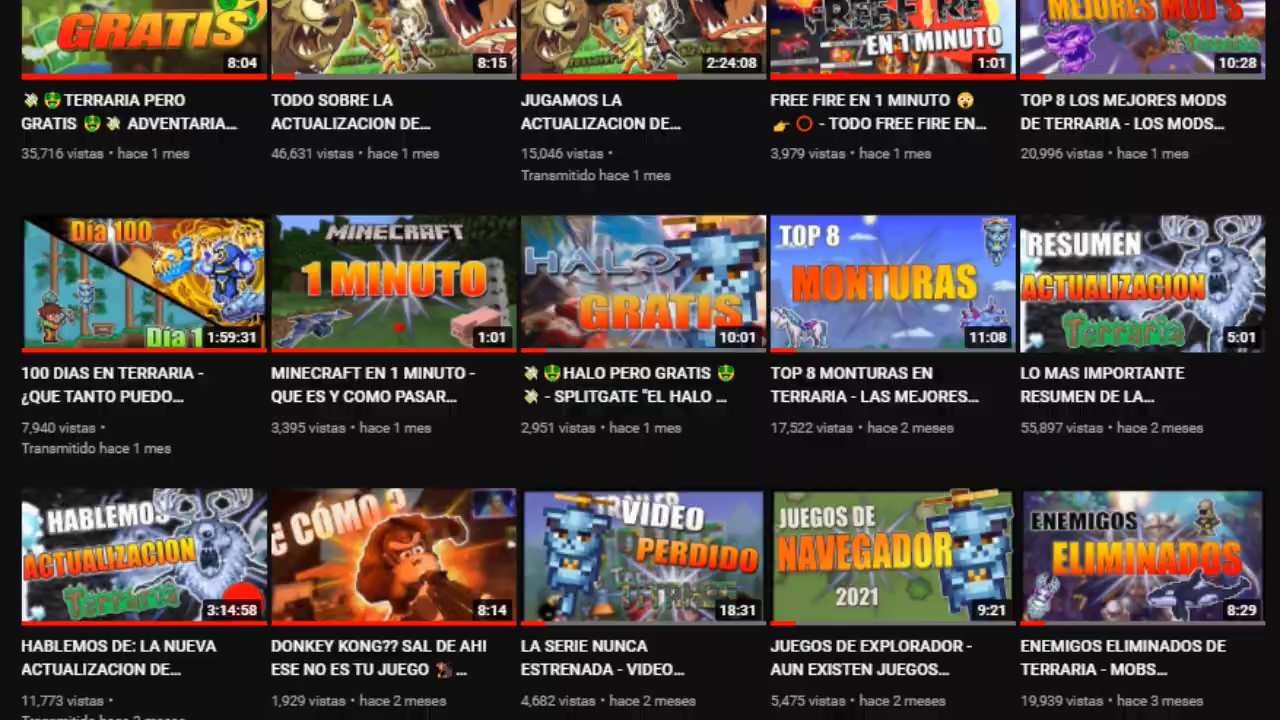 GRATIS
FREE FIRE
EN 1 MINUTO
MEJORES MOD'S
Terraria
8:04
8:15
2:24:08
1:01
10:28
TERRARIA PERO
GRATIS 🤑 💸 ADVENTARIA...
35,716 vistas • hace 1 mes
TODO SOBRE LA
ACTUALIZACION DE...
46,631 vistas • hace 1 mes
JUGAMOS LA
ACTUALIZACION DE...
15,046 vistas •
Transmitido hace 1 mes
FREE FIRE EN 1 MINUTO 😱
👉 ⭕ - TODO FREE FIRE EN...
3,979 vistas • hace 1 mes
TOP 8 LOS MEJORES MODS
DE TERRARIA - LOS MODS...
20,996 vistas • hace 1 mes
Día 100
Día 1
1:59:31
100 DIAS EN TERRARIA -
¿QUE TANTO PUEDO...
7,940 vistas •
Transmitido hace 1 mes
MINECRAFT
1 MINUTO
1:01
MINECRAFT EN 1 MINUTO -
QUE ES Y COMO PASAR...
3,395 vistas • hace 1 mes
HALO
GRATIS
10:01
💸 🤑HALO PERO GRATIS 🤑
💸 - SPLITGATE "EL HALO ...
2,951 vistas • hace 1 mes
TOP 8
MONTURAS
11:08
TOP 8 MONTURAS EN
TERRARIA - LAS MEJORES...
17,522 vistas • hace 2 meses
RESUMEN
ACTUALIZACION
Terraria
5:01
LO MAS IMPORTANTE
RESUMEN DE LA...
55,897 vistas • hace 2 meses
HABLEMOS
ACTUALIZACION
Terraria
3:14:58
HABLEMOS DE: LA NUEVA
ACTUALIZACION DE...
11,773 vistas •
Transmitido hace 2 meses
¿CÓMO?
8:14
DONKEY KONG?? SAL DE AHI
ESE NO ES TU JUEGO 🦍 ...
1,929 vistas • hace 2 meses
VIDEO
PERDIDO
18:31
LA SERIE NUNCA
ESTRENADA - VIDEO...
4,682 vistas • hace 2 meses
JUEGOS DE
NAVEGADOR
2021
9:21
JUEGOS DE EXPLORADOR -
AUN EXISTEN JUEGOS...
5,475 vistas • hace 2 meses
ENEMIGOS
ELIMINADOS
8:29
ENEMIGOS ELIMINADOS DE
TERRARIA - MOBS...
19,939 vistas • hace 3 meses